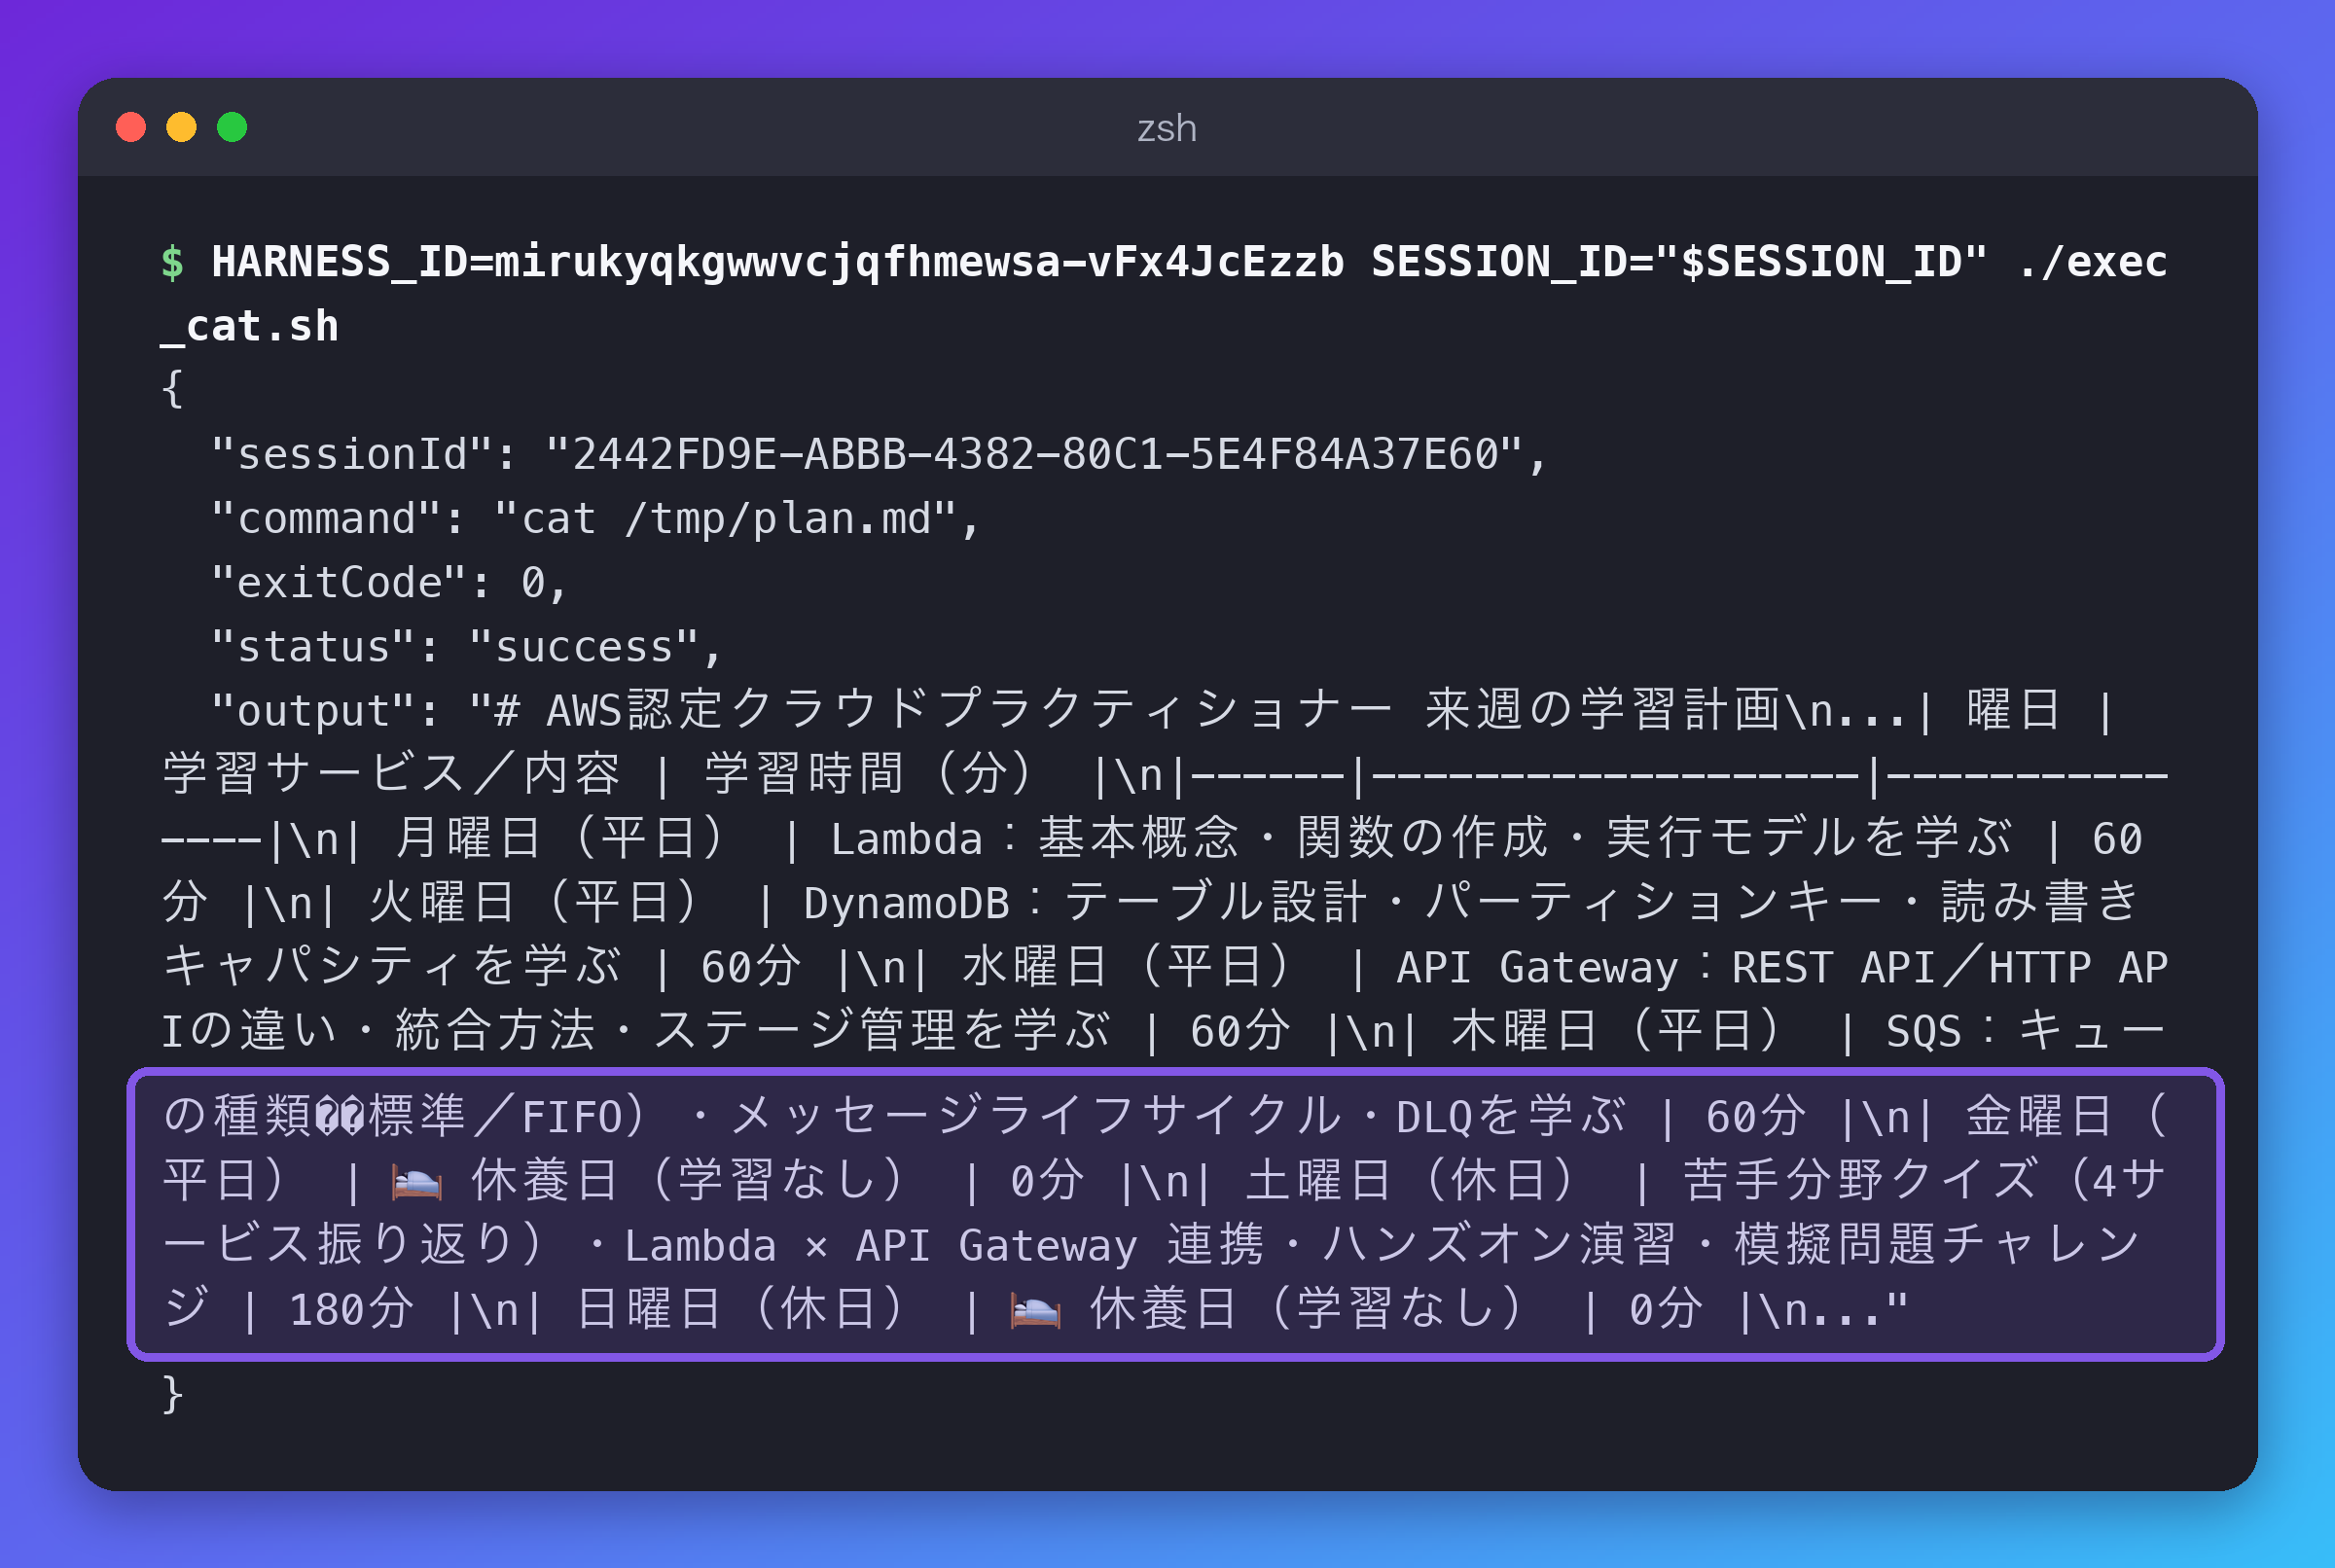 zsh
$ HARNESS_ID=mirukyqkgwwvcjqfhmewsa-vFx4JcEzzb SESSION_ID="$SESSION_ID" ./exec
_cat.sh
{
  "sessionId": "2442FD9E-ABBB-4382-80C1-5E4F84A37E60",
  "command": "cat /tmp/plan.md",
  "exitCode": 0,
  "status": "success",
  "output": "# AWS認定クラウドプラクティショナー 来週の学習計画\n...| 曜日 |
学習サービス／内容 | 学習時間（分） |\n|------|-------------------|-----------
----|\n| 月曜日（平日） | Lambda：基本概念・関数の作成・実行モデルを学ぶ | 60
分 |\n| 火曜日（平日） | DynamoDB：テーブル設計・パーティションキー・読み書き
キャパシティを学ぶ | 60分 |\n| 水曜日（平日） | API Gateway：REST API／HTTP AP
Iの違い・統合方法・ステージ管理を学ぶ | 60分 |\n| 木曜日（平日） | SQS：キュー
の種類��標準／FIFO）・メッセージライフサイクル・DLQを学ぶ | 60分 |\n| 金曜日（
平日） | 🛌 休養日（学習なし） | 0分 |\n| 土曜日（休日） | 苦手分野クイズ（4サ
ービス振り返り）・Lambda × API Gateway 連携・ハンズオン演習・模擬問題チャレン
ジ | 180分 |\n| 日曜日（休日） | 🛌 休養日（学習なし） | 0分 |\n..."
}